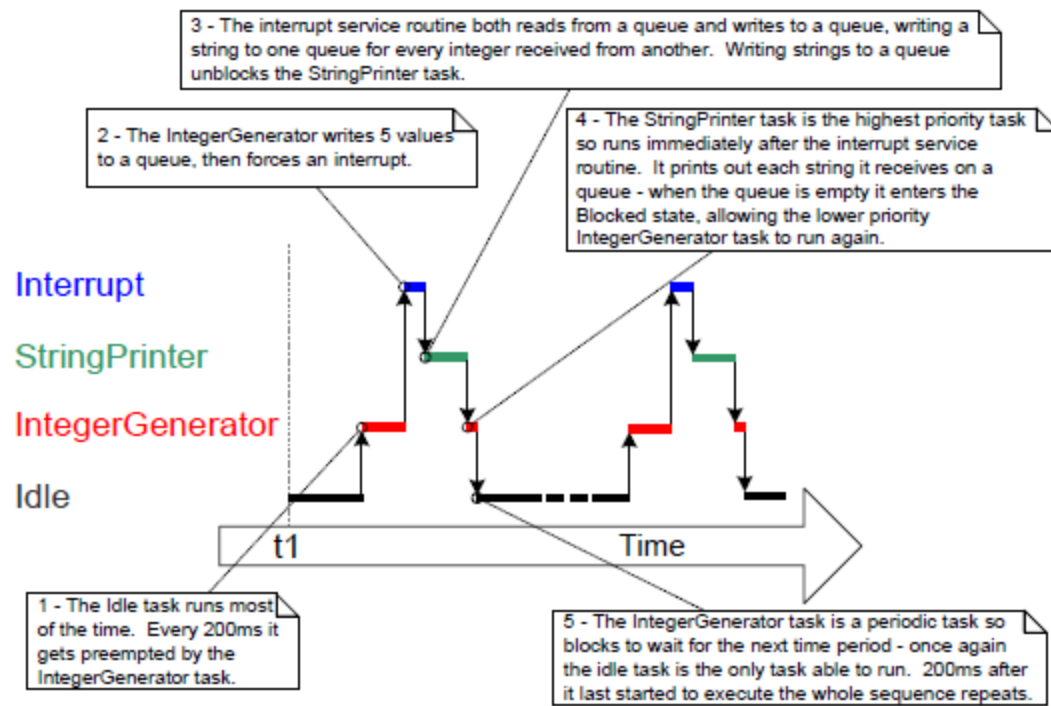 3 - The interrupt service routine both reads from a queue and writes to a queue, writing a
string to one queue for every integer received from another.  Writing strings to a queue
unblocks the StringPrinter task.
2 - The IntegerGenerator writes 5 values
to a queue, then forces an interrupt.
4 - The StringPrinter task is the highest priority task
so runs immediately after the interrupt service
routine.  It prints out each string it receives on a
queue - when the queue is empty it enters the
Blocked state, allowing the lower priority
IntegerGenerator task to run again.
Interrupt
StringPrinter
IntegerGenerator
Idle
t1
Time
1 - The Idle task runs most
of the time.  Every 200ms it
gets preempted by the
IntegerGenerator task.
5 - The IntegerGenerator task is a periodic task so
blocks to wait for the next time period - once again
the idle task is the only task able to run.  200ms after
it last started to execute the whole sequence repeats.